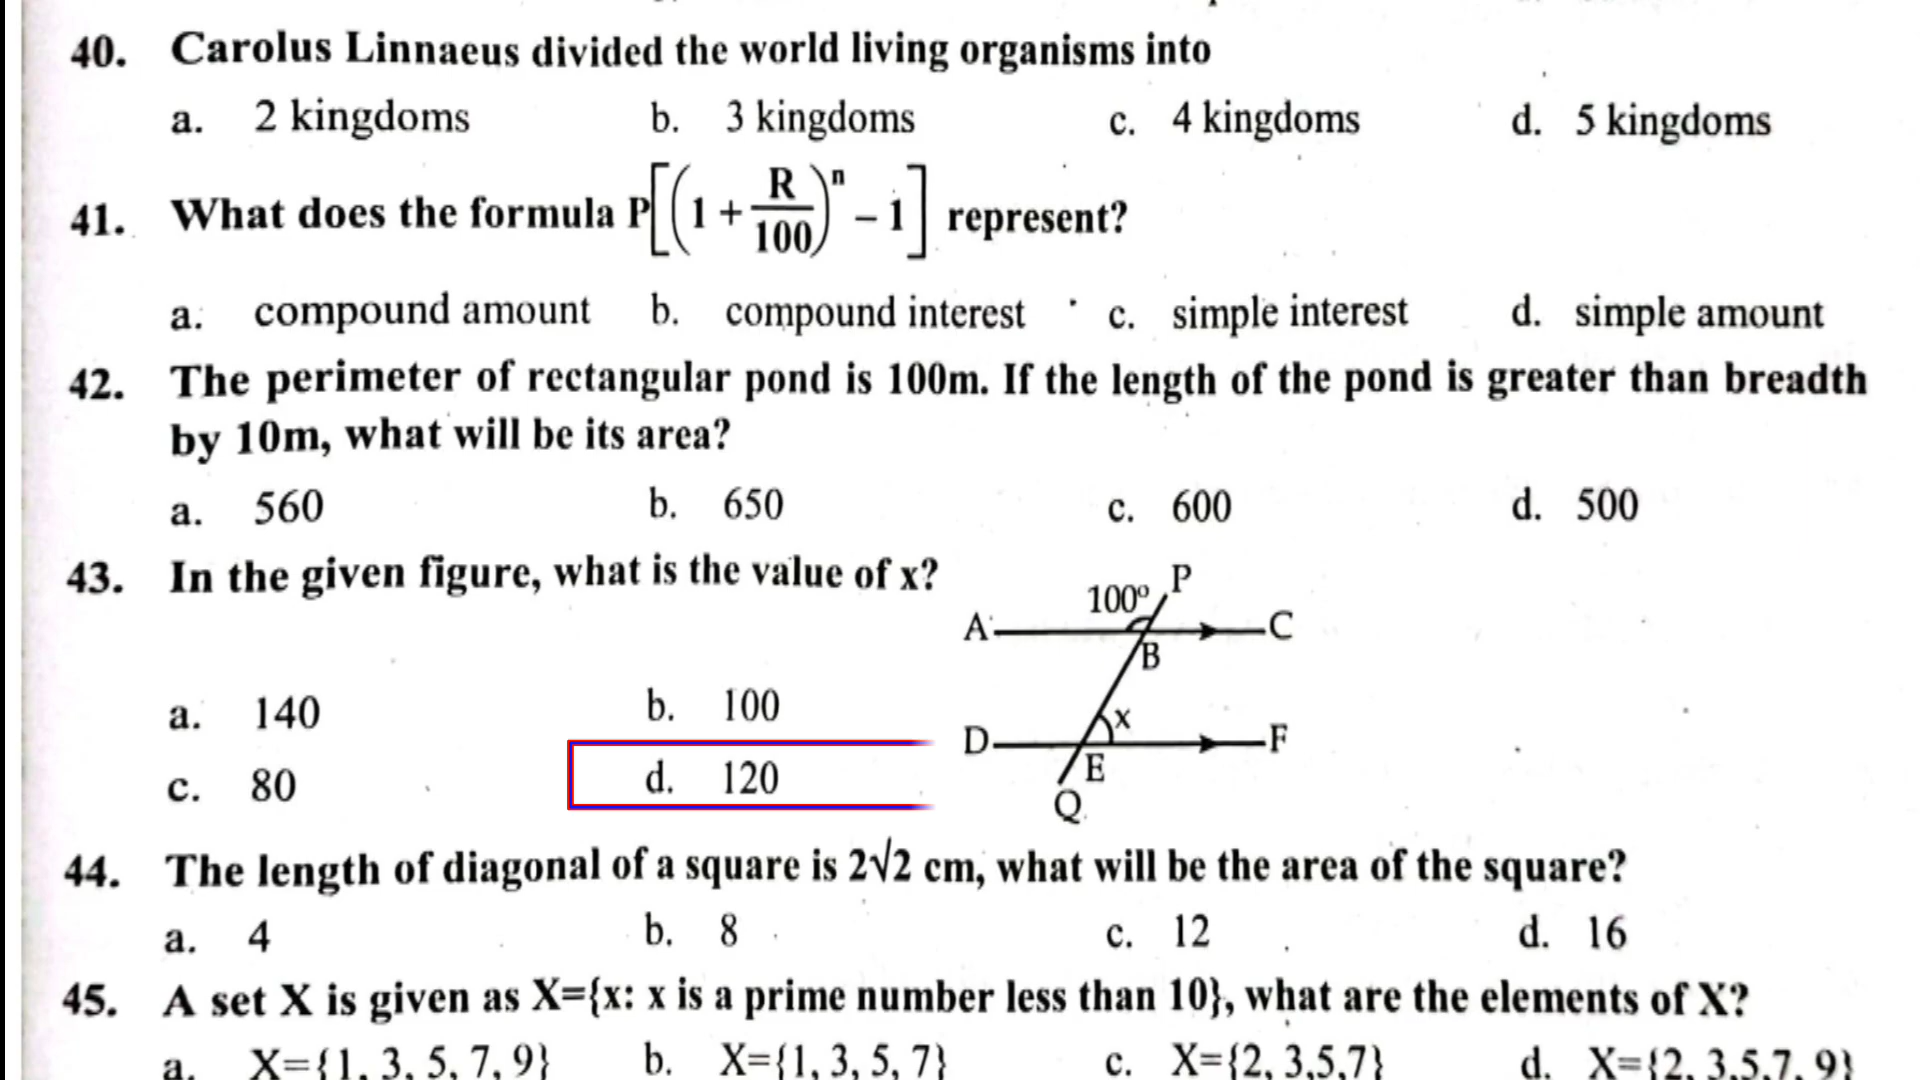 40. Carolus Linnaeus divided the world living organisms into
a. 2 kingdoms b. 3 kingdoms c. 4 kingdoms d. 5 kingdoms
41. What does the formula P[(1 + R/100)ⁿ – 1] represent?
a. compound amount b. compound interest c. simple interest d. simple amount
42. The perimeter of rectangular pond is 100m. If the length of the pond is greater than breadth
by 10m, what will be its area?
a. 560 b. 650 c. 600 d. 500
43. In the given figure, what is the value of x?
100º P
A C
B
a. 140 b. 100
x
D F
E
c. 80 d. 120
Q
44. The length of diagonal of a square is 2√2 cm, what will be the area of the square?
a. 4 b. 8 c. 12 d. 16
45. A set X is given as X={x: x is a prime number less than 10}, what are the elements of X?
a. X={1, 3, 5, 7, 9} b. X={1, 3, 5, 7} c. X={2, 3,5,7} d. X={2, 3,5,7, 9}